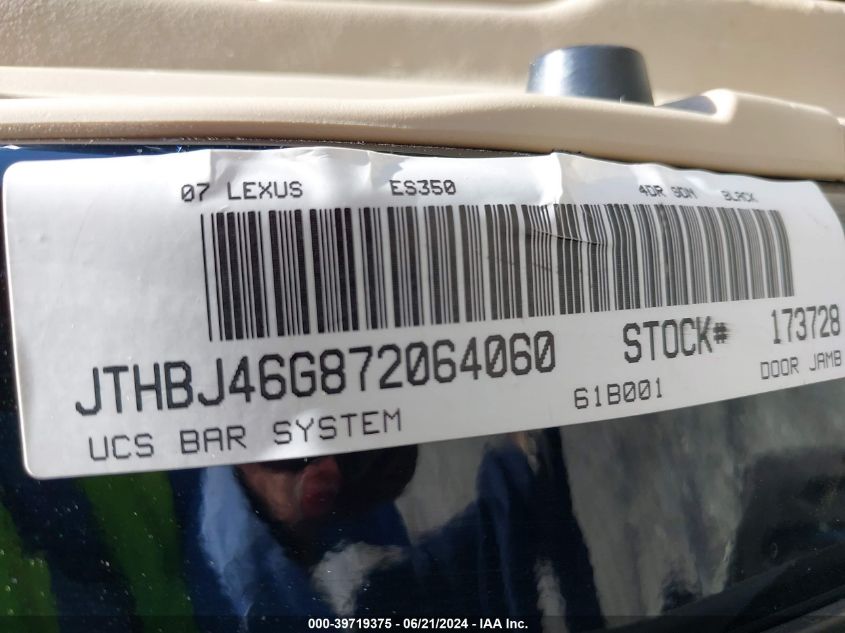 07 LEXUS ES350 4DR SDN BLACK
JTHBJ46G872064060 STOCK# 173728
UCS BAR SYSTEM 61B001 DOOR JAMB
000-39719375 - 06/21/2024 - IAA Inc.